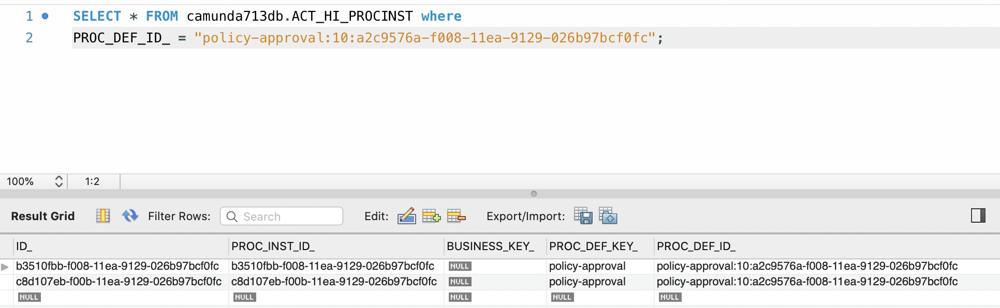 1 SELECT * FROM camunda713db.ACT_HI_PROCINST where
2 PROC_DEF_ID_ = "policy-approval:10:a2c9576a-f008-11ea-9129-026b97bcf0fc";
100% 1:2
Result Grid Filter Rows: Search Edit: Export/Import:
ID_ PROC_INST_ID_ BUSINESS_KEY_ PROC_DEF_KEY_ PROC_DEF_ID_
b3510fbb-f008-11ea-9129-026b97bcf0fc b3510fbb-f008-11ea-9129-026b97bcf0fc NULL policy-approval policy-approval:10:a2c9576a-f008-11ea-9129-026b97bcf0fc
c8d107eb-f00b-11ea-9129-026b97bcf0fc c8d107eb-f00b-11ea-9129-026b97bcf0fc NULL policy-approval policy-approval:10:a2c9576a-f008-11ea-9129-026b97bcf0fc
NULL NULL NULL NULL NULL